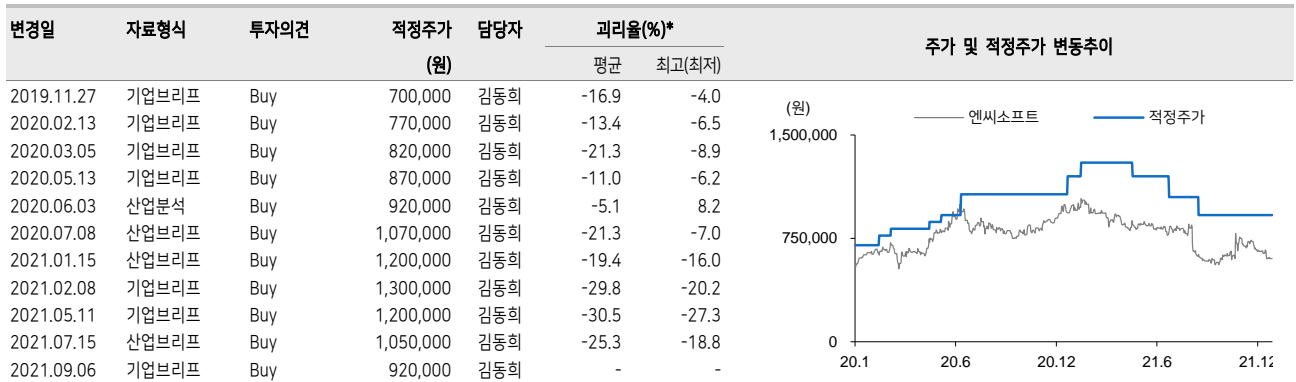 변경일 자료형식 투자의견 적정주가 담당자 괴리율(%)* 주가 및 적정주가 변동추이
(원) 평균 최고(최저)
2019.11.27 기업브리프 Buy 700,000 김동희 -16.9 -4.0
2020.02.13 기업브리프 Buy 770,000 김동희 -13.4 -6.5
2020.03.05 기업브리프 Buy 820,000 김동희 -21.3 -8.9
2020.05.13 기업브리프 Buy 870,000 김동희 -11.0 -6.2
2020.06.03 산업분석 Buy 920,000 김동희 -5.1 8.2
2020.07.08 산업브리프 Buy 1,070,000 김동희 -21.3 -7.0
2021.01.15 산업브리프 Buy 1,200,000 김동희 -19.4 -16.0
2021.02.08 기업브리프 Buy 1,300,000 김동희 -29.8 -20.2
2021.05.11 기업브리프 Buy 1,200,000 김동희 -30.5 -27.3
2021.07.15 산업브리프 Buy 1,050,000 김동희 -25.3 -18.8
2021.09.06 기업브리프 Buy 920,000 김동희 - -
(원) 엔씨소프트 적정주가
1,500,000
750,000
0
20.1 20.6 20.12 21.6 21.12